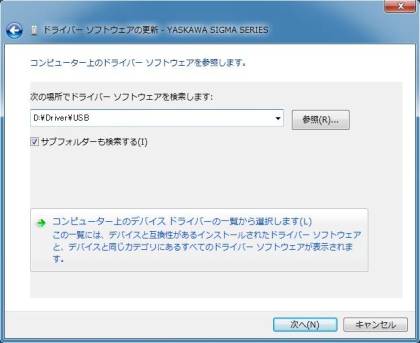 ドライバー ソフトウェアの更新 - YASKAWA SIGMA SERIES
コンピューター上のドライバー ソフトウェアを参照します。
次の場所でドライバー ソフトウェアを検索します:
D:¥Driver¥USB
参照(R)...
サブフォルダーも検索する(I)
コンピューター上のデバイス ドライバーの一覧から選択します(L)
この一覧には、デバイスと互換性があるインストールされたドライバー ソフトウェア
と、デバイスと同じカテゴリにあるすべてのドライバー ソフトウェアが表示されま
す。
次へ(N)
キャンセル